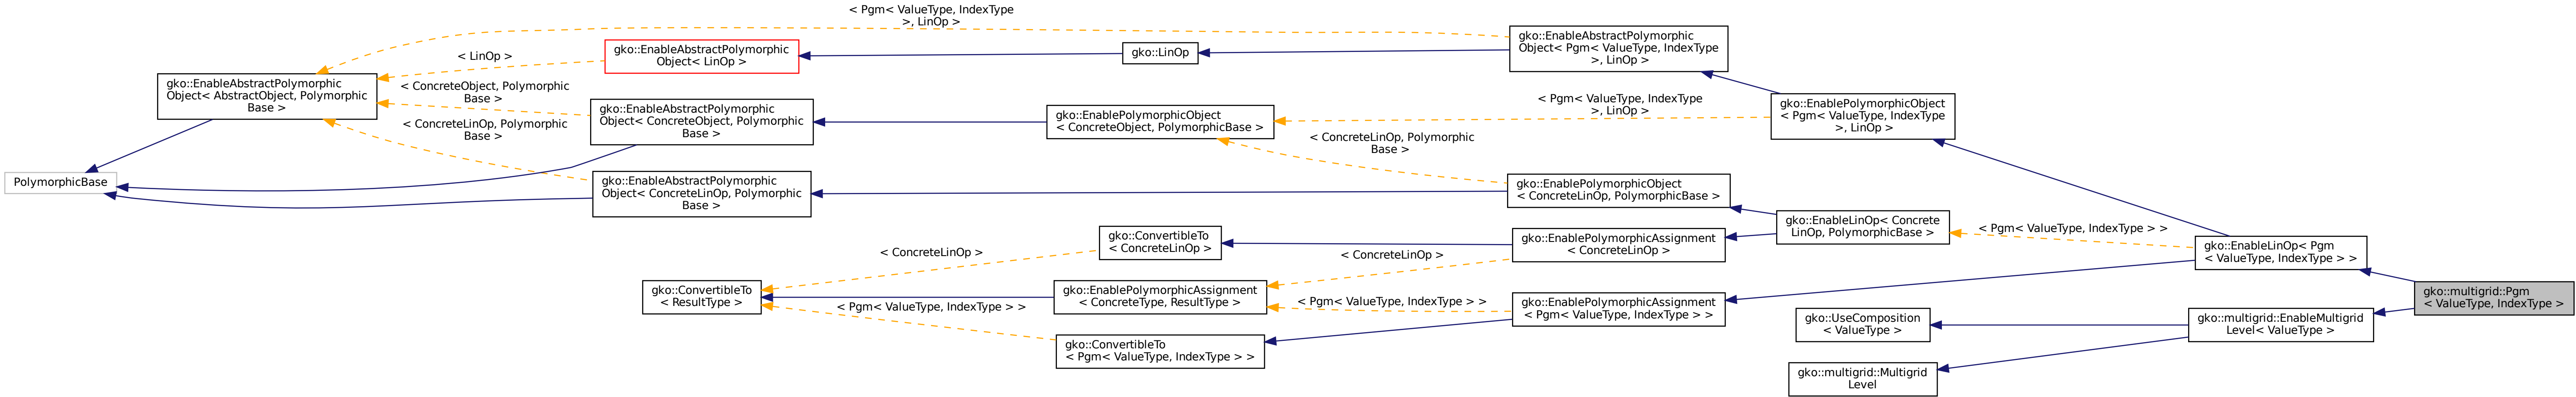 < Pgm< ValueType, IndexType
>, LinOp >
gko::EnableAbstractPolymorphic
Object< Pgm< ValueType, IndexType
>, LinOp >
gko::EnableAbstractPolymorphic
Object< LinOp >
gko::LinOp
< LinOp >
gko::EnableAbstractPolymorphic
Object< AbstractObject, Polymorphic
Base >
< ConcreteObject, Polymorphic
Base >
gko::EnableAbstractPolymorphic
Object< ConcreteObject, Polymorphic
Base >
gko::EnablePolymorphicObject
< ConcreteObject, PolymorphicBase >
< Pgm< ValueType, IndexType
>, LinOp >
gko::EnablePolymorphicObject
< Pgm< ValueType, IndexType
>, LinOp >
< ConcreteLinOp, Polymorphic
Base >
< ConcreteLinOp, Polymorphic
Base >
PolymorphicBase
gko::EnableAbstractPolymorphic
Object< ConcreteLinOp, Polymorphic
Base >
gko::EnablePolymorphicObject
< ConcreteLinOp, PolymorphicBase >
gko::EnableLinOp< Concrete
LinOp, PolymorphicBase >
< Pgm< ValueType, IndexType > >
gko::ConvertibleTo
< ConcreteLinOp >
gko::EnablePolymorphicAssignment
< ConcreteLinOp >
gko::EnableLinOp< Pgm
< ValueType, IndexType > >
< ConcreteLinOp >
< ConcreteLinOp >
gko::ConvertibleTo
< ResultType >
gko::EnablePolymorphicAssignment
< ConcreteType, ResultType >
< Pgm< ValueType, IndexType > >
gko::EnablePolymorphicAssignment
< Pgm< ValueType, IndexType > >
gko::multigrid::Pgm
< ValueType, IndexType >
< Pgm< ValueType, IndexType > >
gko::UseComposition
< ValueType >
gko::multigrid::EnableMultigrid
Level< ValueType >
gko::ConvertibleTo
< Pgm< ValueType, IndexType > >
gko::multigrid::Multigrid
Level